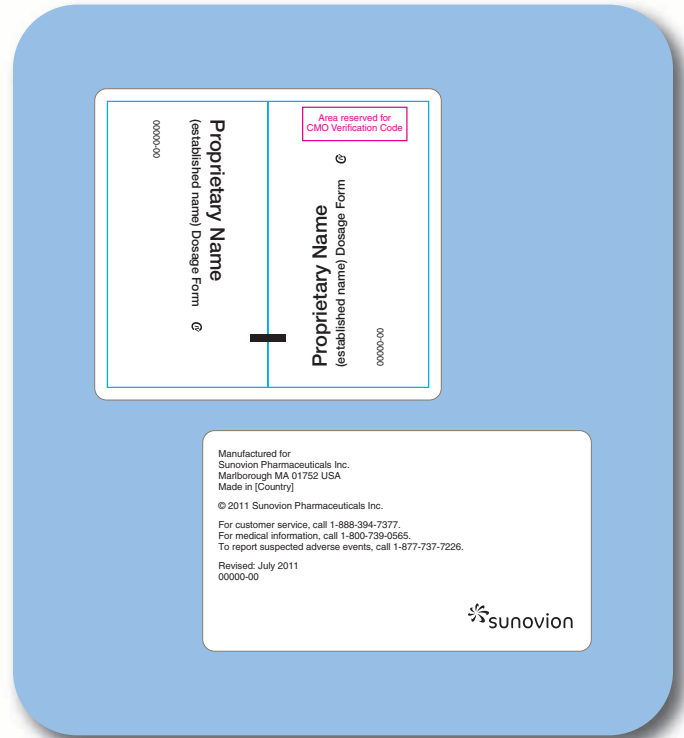 Area reserved for
CMO Verification Code
Proprietary Name
(established name) Dosage Form
00000-00
Proprietary Name
(established name) Dosage Form
00000-00
Manufactured for
Sunovion Pharmaceuticals Inc.
Marlborough MA 01752 USA
Made in [Country]
© 2011 Sunovion Pharmaceuticals Inc.
For customer service, call 1-888-394-7377.
For medical information, call 1-800-739-0565.
To report suspected adverse events, call 1-877-737-7226.
Revised: July 2011
00000-00
sunovion